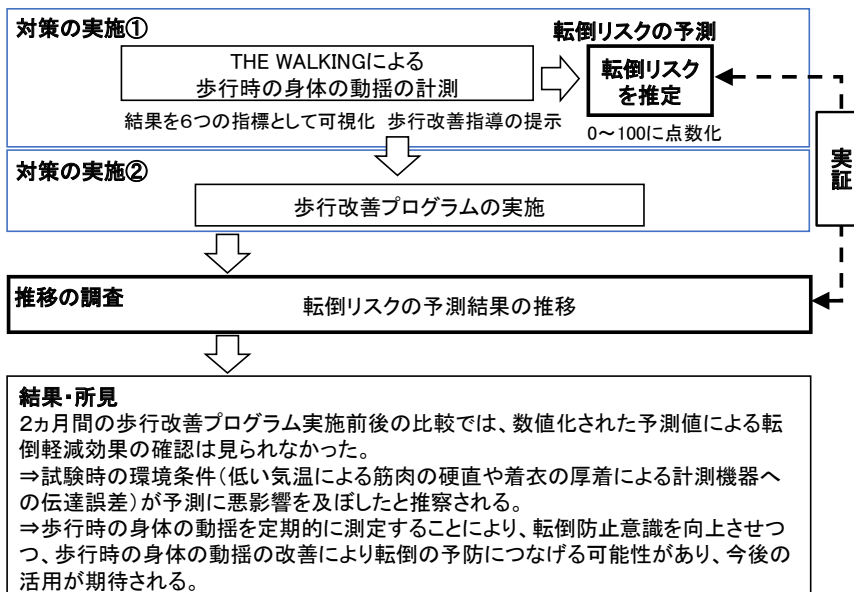 対策の実施①
転倒リスクの予測
THE WALKINGによる
歩行時の身体の動揺の計測
転倒リスク
を推定
結果を6つの指標として可視化 歩行改善指導の提示
0～100に点数化
実証
対策の実施②
歩行改善プログラムの実施
推移の調査
転倒リスクの予測結果の推移
結果・所見
2ヵ月間の歩行改善プログラム実施前後の比較では、数値化された予測値による転
倒軽減効果の確認は見られなかった。
⇒試験時の環境条件(低い気温による筋肉の硬直や着衣の厚着による計測機器へ
の伝達誤差)が予測に悪影響を及ぼしたと推察される。
⇒歩行時の身体の動揺を定期的に測定することにより、転倒防止意識を向上させつ
つ、歩行時の身体の動揺の改善により転倒の予防につなげる可能性があり、今後の
活用が期待される。